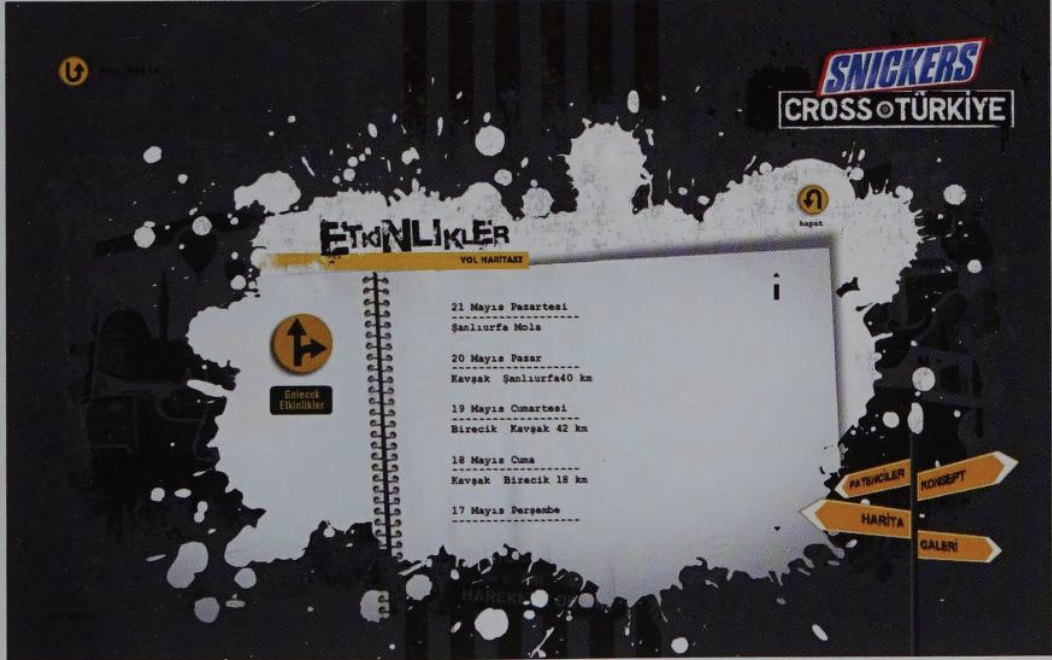 SNICKERS
CROSS TÜRKİYE
kapat
ETKİNLİKLER
YOL HARİTASI
21 Mayıs Pazartesi
Şanlıurfa Mola
20 Mayıs Pazar
Kavşak Şanlıurfa40 km
19 Mayıs Cumartesi
Birecik Kavşak 42 km
18 Mayıs Cuma
Kavşak Birecik 18 km
17 Mayıs Perşembe
Gelecek
Etkinlikler
PATENCİLER
KONSEPT
HARİTA
GALERİ